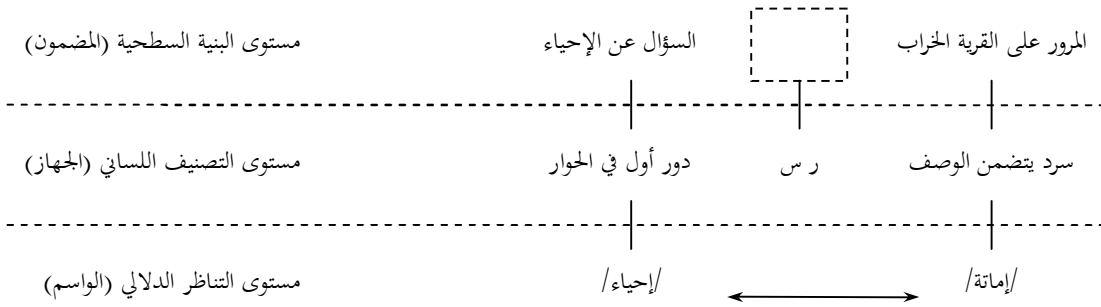 المرور على القرية الخراب السؤال عن الإحياء مستوى البنية السطحية (المضمون)
سرد يتضمن الوصف ر س دور أول في الحوار مستوى التصنيف اللساني (الجهاز)
/إماتة/ /إحياء/ مستوى التناظر الدلالي (الواسم)